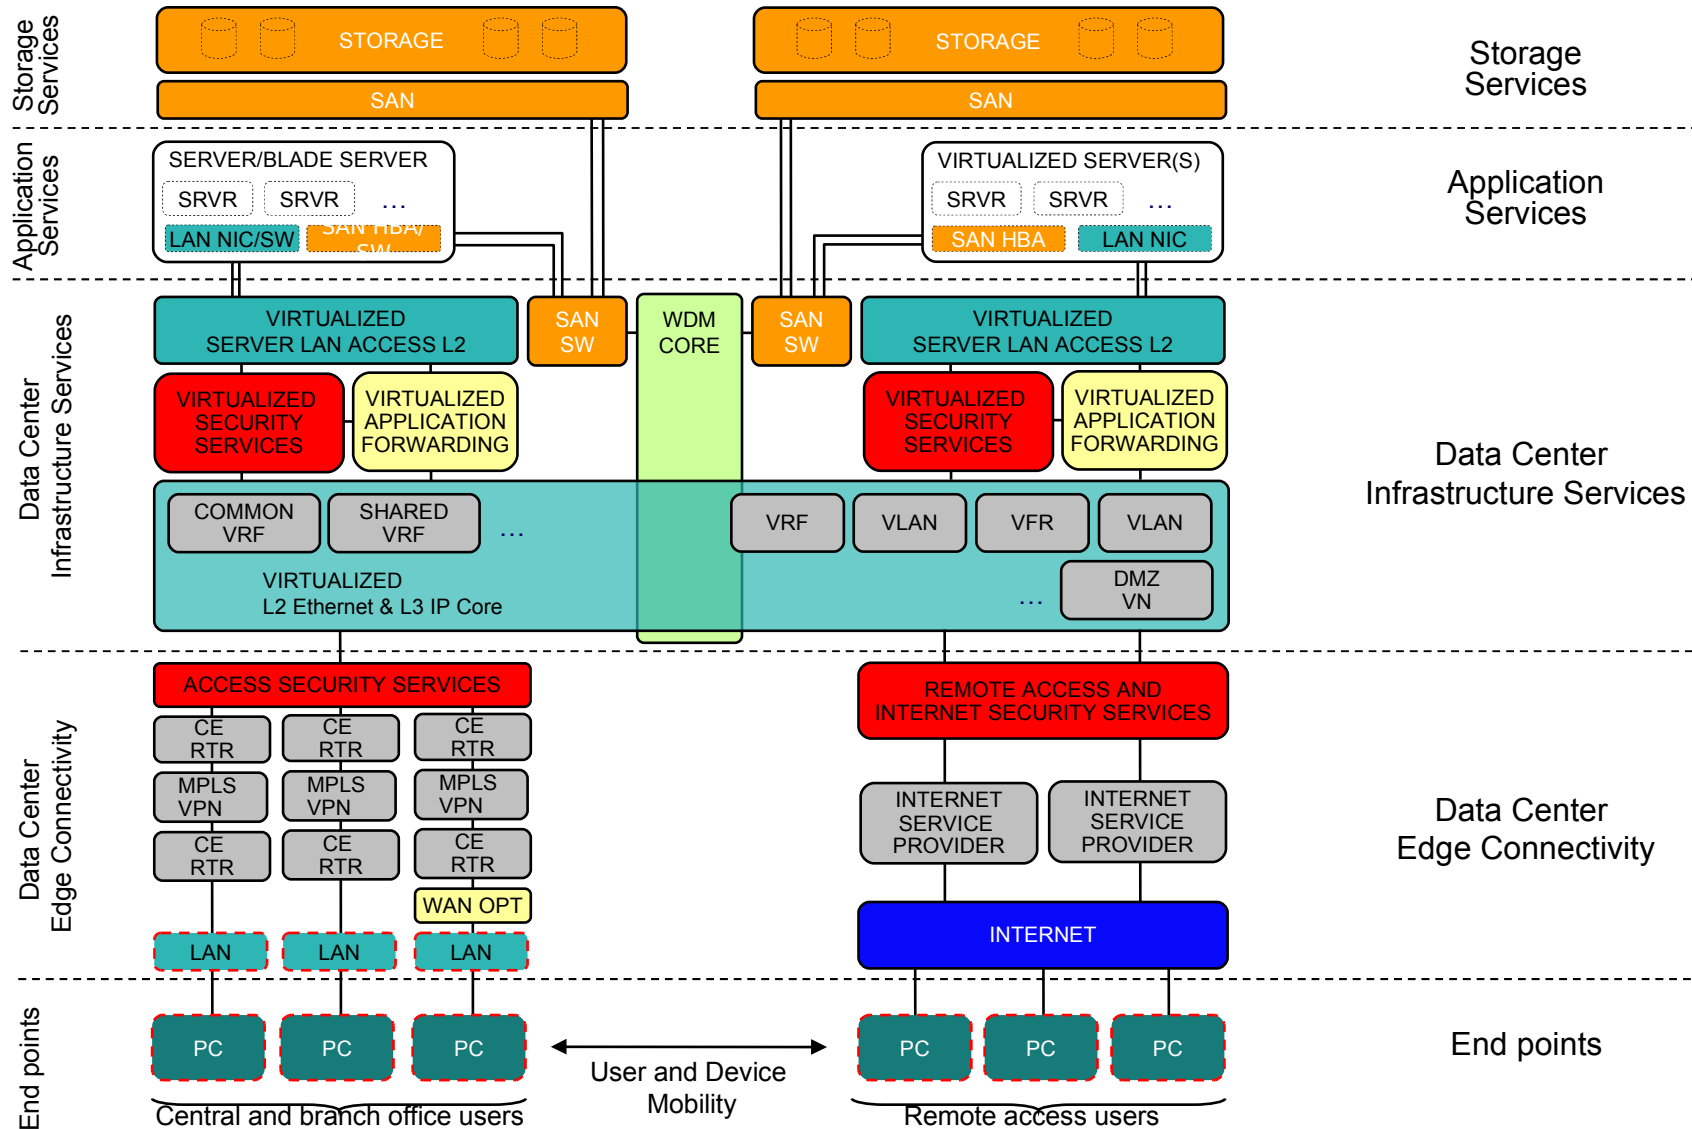 Storage
Services
STORAGE
STORAGE
SAN
SAN
Storage
Services
Application
Services
SERVER/BLADE SERVER
SRVR
SRVR
...
LAN NIC/SW
SAN HBA/
SW
VIRTUALIZED SERVER(S)
SRVR
SRVR
...
SAN HBA
LAN NIC
Application
Services
Data Center
Infrastructure Services
VIRTUALIZED
SERVER LAN ACCESS L2
SAN
SW
WDM
CORE
SAN
SW
VIRTUALIZED
SERVER LAN ACCESS L2
VIRTUALIZED
SECURITY
SERVICES
VIRTUALIZED
APPLICATION
FORWARDING
VIRTUALIZED
SECURITY
SERVICES
VIRTUALIZED
APPLICATION
FORWARDING
COMMON
VRF
SHARED
VRF
...
VRF
VLAN
VFR
VLAN
VIRTUALIZED
L2 Ethernet & L3 IP Core
...
DMZ
VN
Data Center
Infrastructure Services
Data Center
Edge Connectivity
ACCESS SECURITY SERVICES
CE
RTR
CE
RTR
CE
RTR
MPLS
VPN
MPLS
VPN
MPLS
VPN
CE
RTR
CE
RTR
CE
RTR
WAN OPT
LAN
LAN
LAN
REMOTE ACCESS AND
INTERNET SECURITY SERVICES
INTERNET
SERVICE
PROVIDER
INTERNET
SERVICE
PROVIDER
INTERNET
Data Center
Edge Connectivity
End points
PC
PC
PC
User and Device
Mobility
PC
PC
PC
End points
Central and branch office users
Remote access users